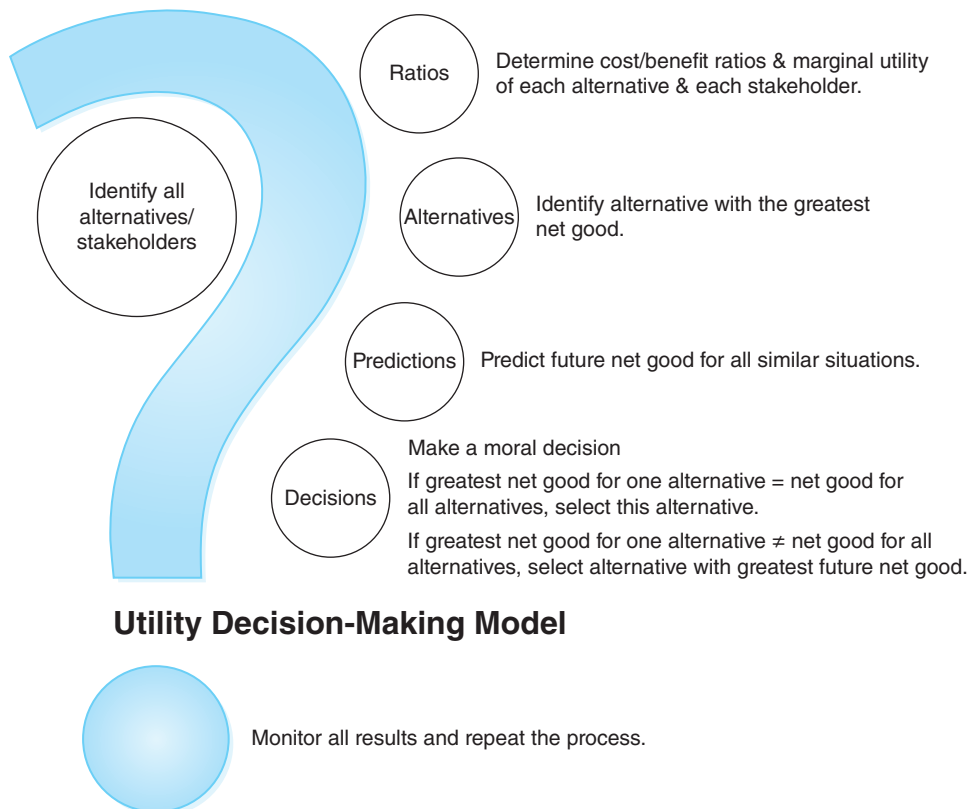 Identify all
alternatives/
stakeholders
Ratios
Determine cost/benefit ratios & marginal utility
of each alternative & each stakeholder.
Alternatives
Identify alternative with the greatest
net good.
Predictions
Predict future net good for all similar situations.
Decisions
Make a moral decision
If greatest net good for one alternative = net good for
all alternatives, select this alternative.
If greatest net good for one alternative ≠ net good for all
alternatives, select alternative with greatest future net good.
Utility Decision-Making Model
Monitor all results and repeat the process.